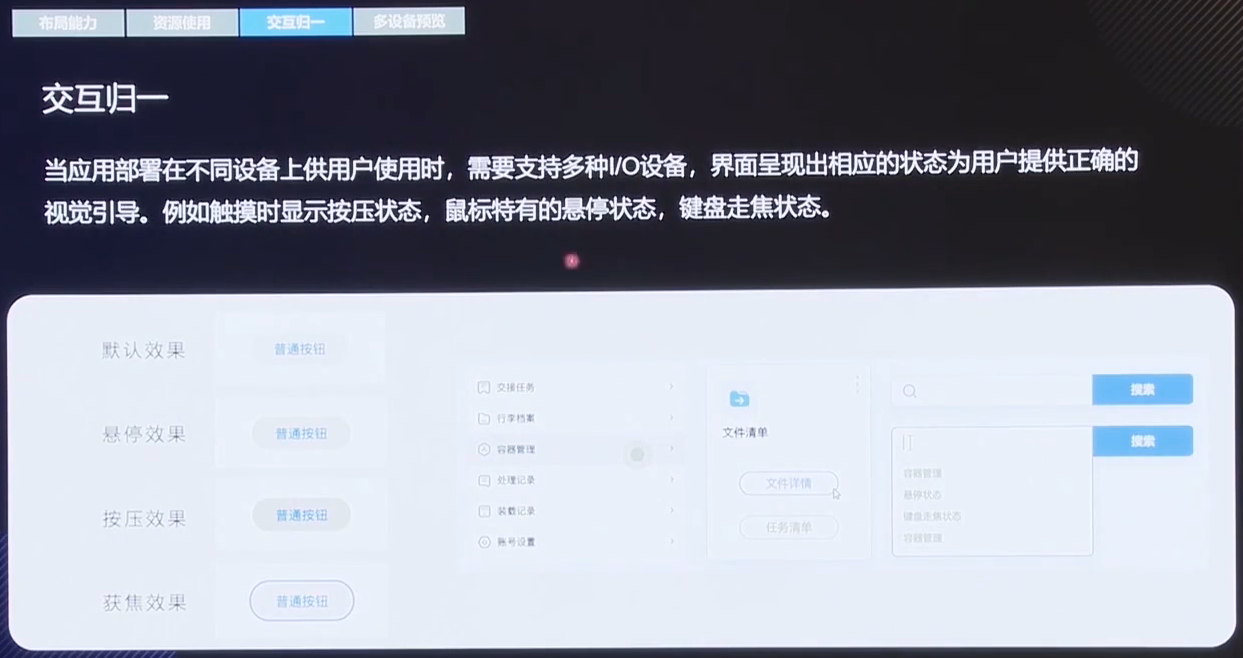 布局能力
资源使用
交互归一
多设备预览
交互归一
当应用部署在不同设备上供用户使用时，需要支持多种I/O设备，界面呈现出相应的状态为用户提供正确的
视觉引导。例如触摸时显示按压状态，鼠标特有的悬停状态，键盘走焦状态。
默认效果
普通按钮
悬停效果
普通按钮
按压效果
普通按钮
获焦效果
普通按钮
交接任务
行李档案
容器管理
处理记录
装载记录
账号设置
文件清单
文件详情
任务清单
搜索
搜索
容器管理
悬停状态
键盘走焦状态
容器管理